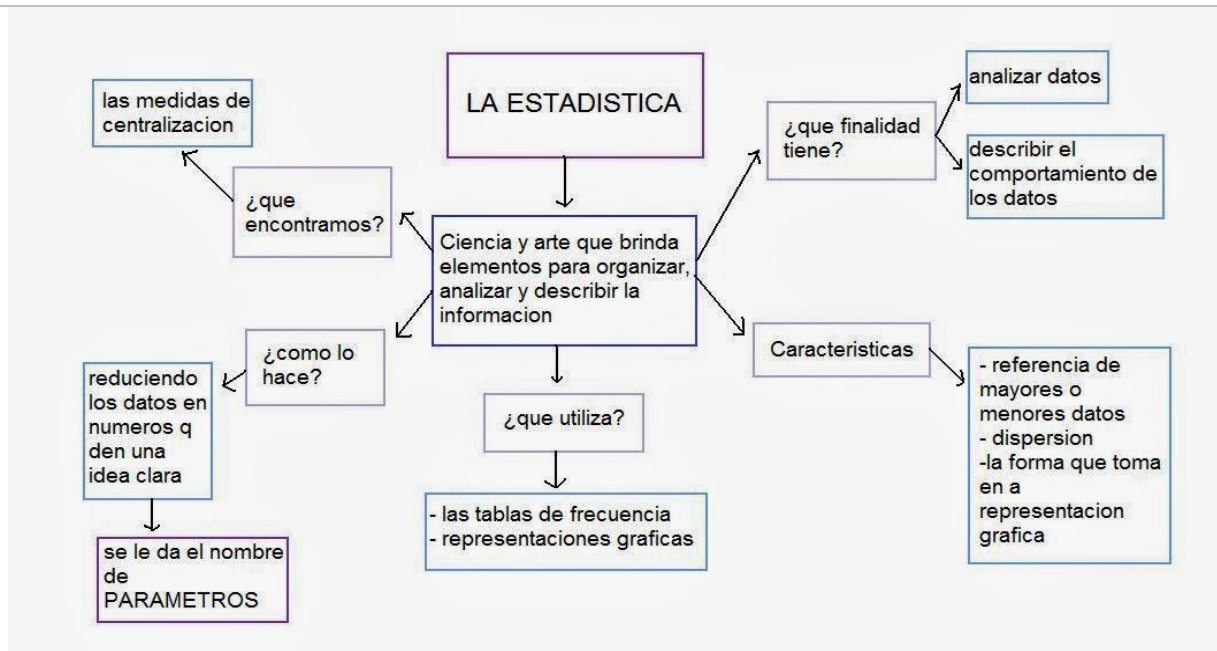 LA ESTADISTICA
Ciencia y arte que brinda
elementos para organizar,
analizar y describir la
informacion
¿que
encontramos?
las medidas de
centralizacion
¿como lo
hace?
reduciendo
los datos en
numeros q
den una
idea clara
se le da el nombre
de
PARAMETROS
¿que utiliza?
- las tablas de frecuencia
- representaciones graficas
¿que finalidad
tiene?
analizar datos
describir el
comportamiento de
los datos
Caracteristicas
- referencia de
mayores o
menores datos
- dispersion
-la forma que toma
en a
representacion
grafica